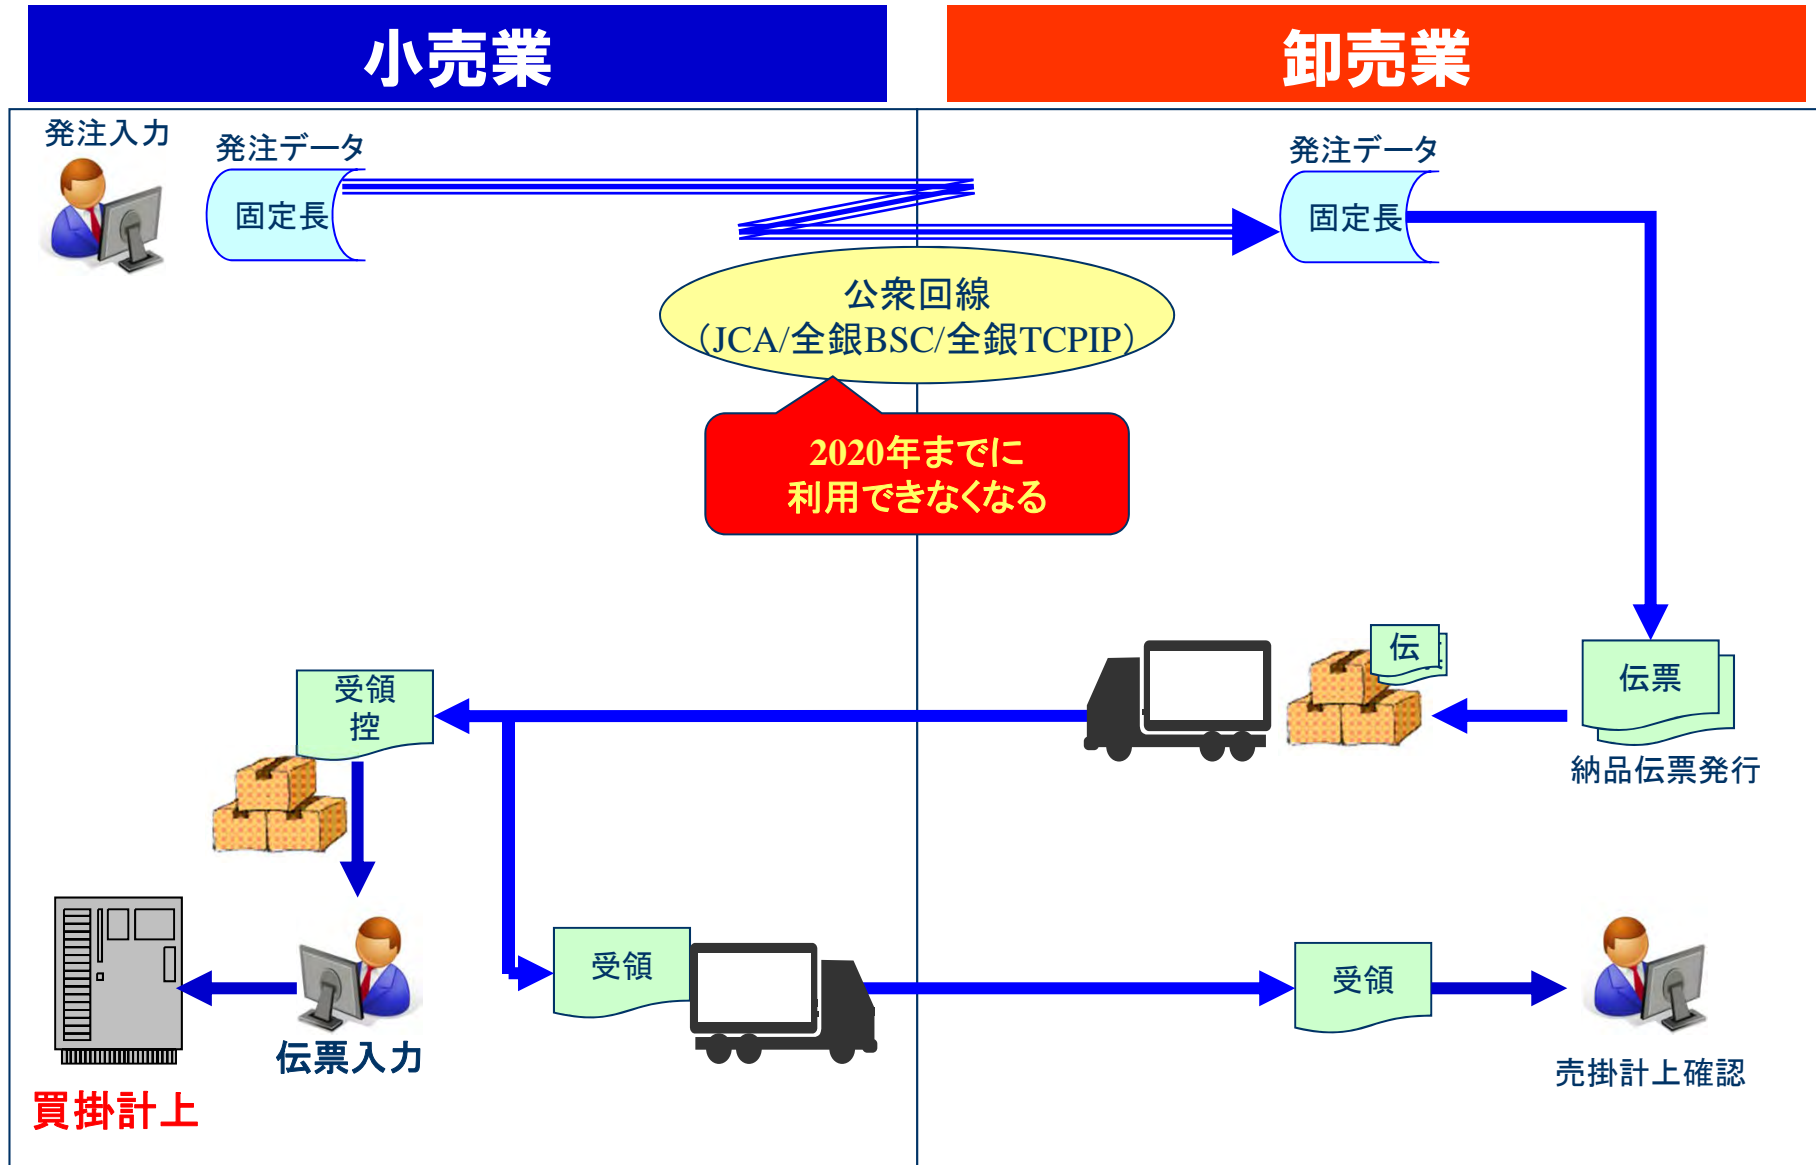 小売業
卸売業
発注入力
発注データ
固定長
発注データ
固定長
公衆回線
（JCA/全銀BSC/全銀TCPIP）
2020年までに
利用できなくなる
受領
控
伝
伝票
納品伝票発行
伝票入力
買掛計上
受領
受領
売掛計上確認